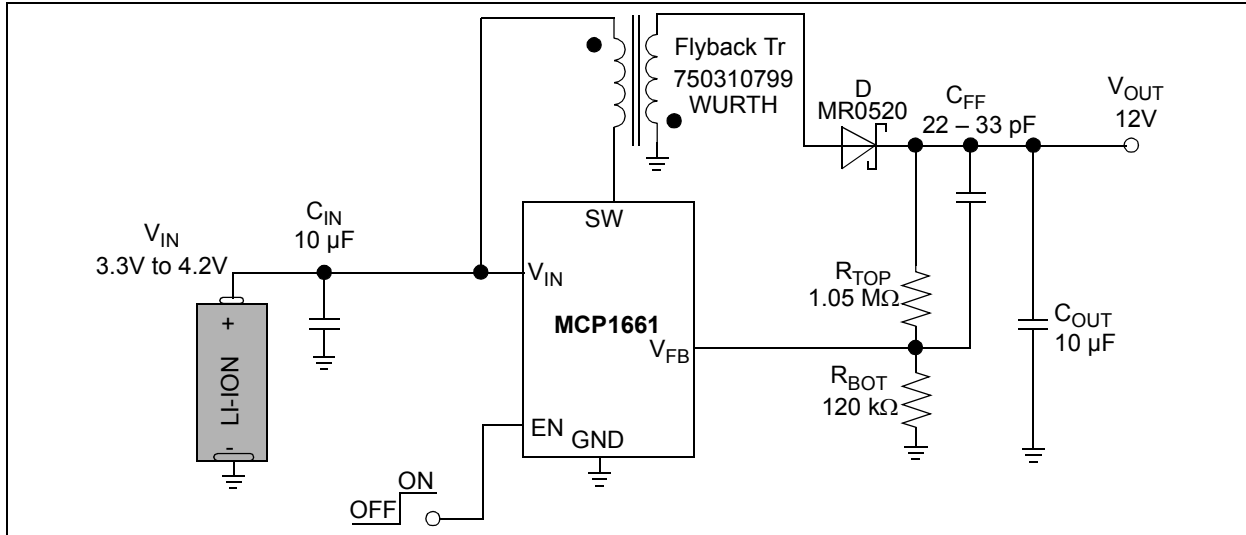 Flyback Tr
750310799
WURTH
D
MR0520
C_FF
22 – 33 pF
V_OUT
12V
SW
C_IN
10 µF
V_IN
3.3V to 4.2V
V_IN
R_TOP
1.05 MΩ
MCP1661
C_OUT
10 µF
V_FB
+
LI-ION
-
R_BOT
120 kΩ
EN
GND
ON
OFF